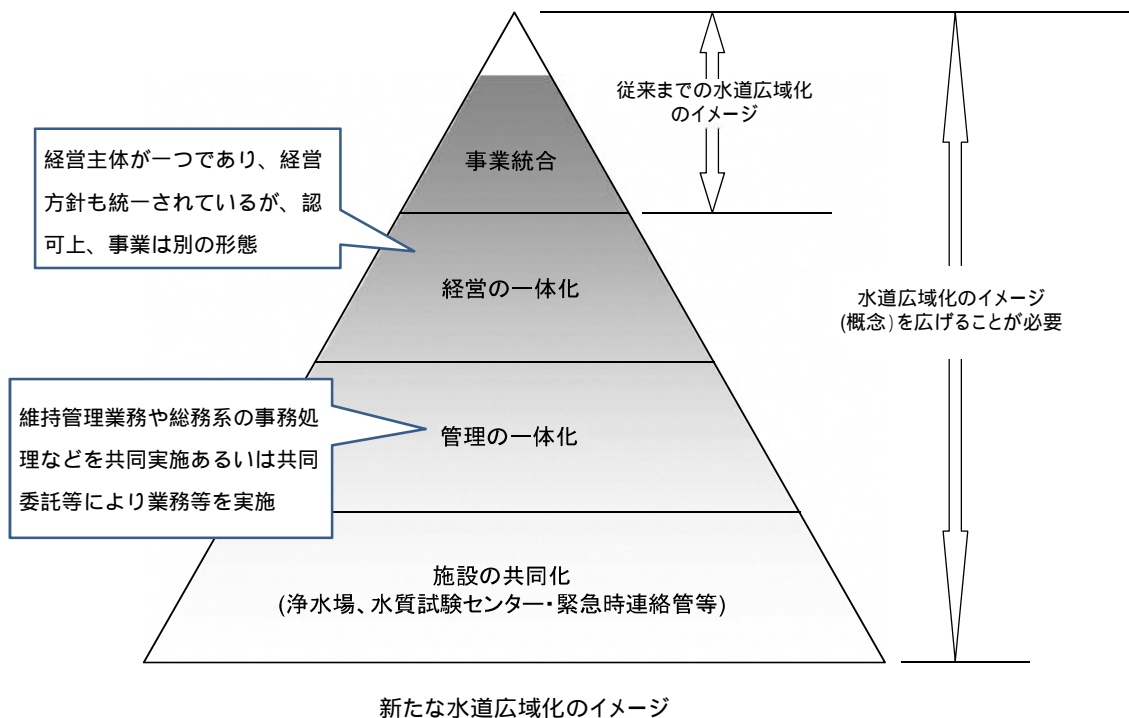 従来までの水道広域化
のイメージ
経営主体が一つであり、経営
方針も統一されているが、認
可上、事業は別の形態
事業統合
経営の一体化
水道広域化のイメージ
(概念)を広げることが必要
維持管理業務や総務系の事務処
理などを共同実施あるいは共同
委託等により業務等を実施
管理の一体化
施設の共同化
(浄水場、水質試験センター・緊急時連絡管等)
新たな水道広域化のイメージ